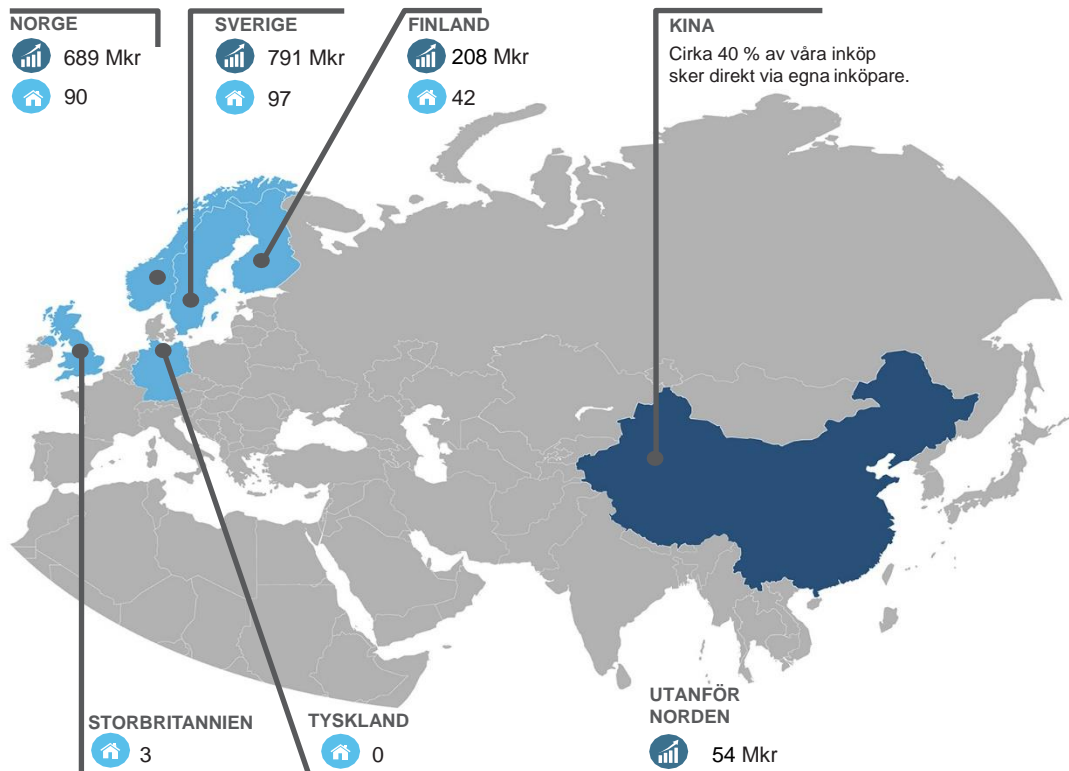 NORGE
689 Mkr
90
SVERIGE
791 Mkr
97
FINLAND
208 Mkr
42
KINA
Cirka 40 % av våra inköp
sker direkt via egna inköpare.
STORBRITANNIEN
3
TYSKLAND
0
UTANFÖR
NORDEN
54 Mkr